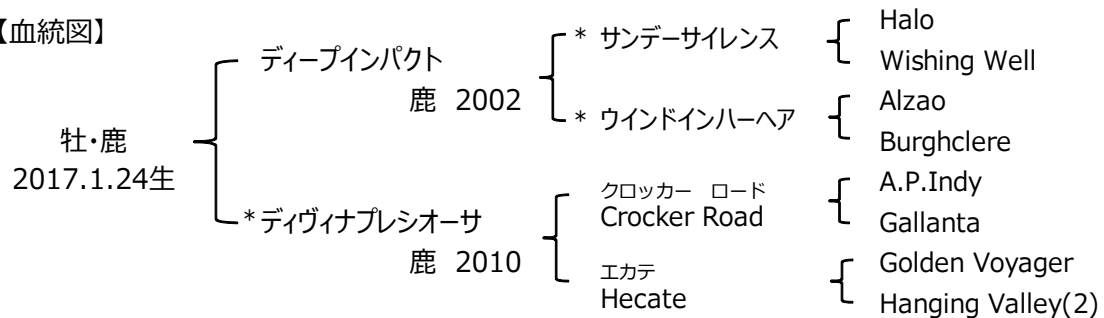 【血統図】
牡・鹿
2017.1.24生
ディープインパクト
鹿 2002
*ディヴィナプレシオーサ
鹿 2010
* サンデーサイレンス
* ウインドインハーヘア
クロッカー ロード
Crocker Road
エカテ
Hecate
Halo
Wishing Well
Alzao
Burghclere
A.P.Indy
Gallanta
Golden Voyager
Hanging Valley(2)